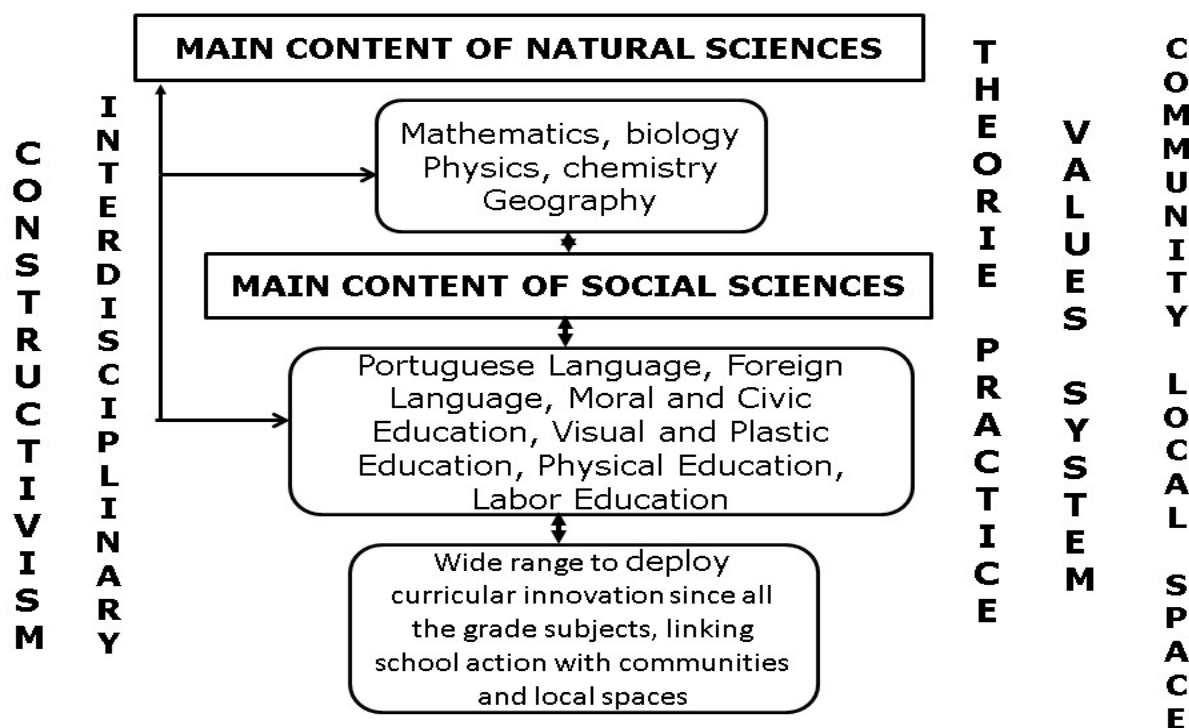 MAIN CONTENT OF NATURAL SCIENCES
Mathematics, biology
Physics, chemistry
Geography
MAIN CONTENT OF SOCIAL SCIENCES
Portuguese Language, Foreign
Language, Moral and Civic
Education, Visual and Plastic
Education, Physical Education,
Labor Education
Wide range to deploy
curricular innovation since all
the grade subjects, linking
school action with communities
and local spaces
CONSTRUCTIVISM
INTERDISCIPLINARY
THEORIE PRACTICE
VALUES SYSTEM
COMMUNITY LOCAL SPACE